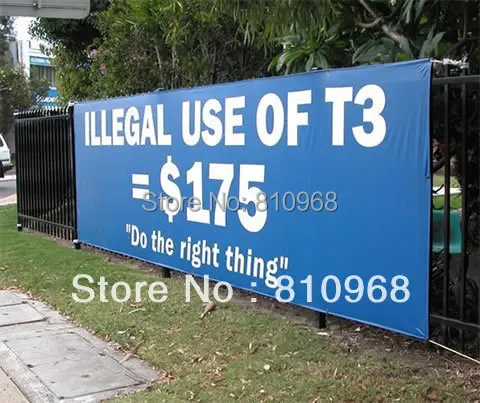 ILLEGAL USE OF T3
= $175
Store No.:810968
"Do the right thing"
Store No. : 810968